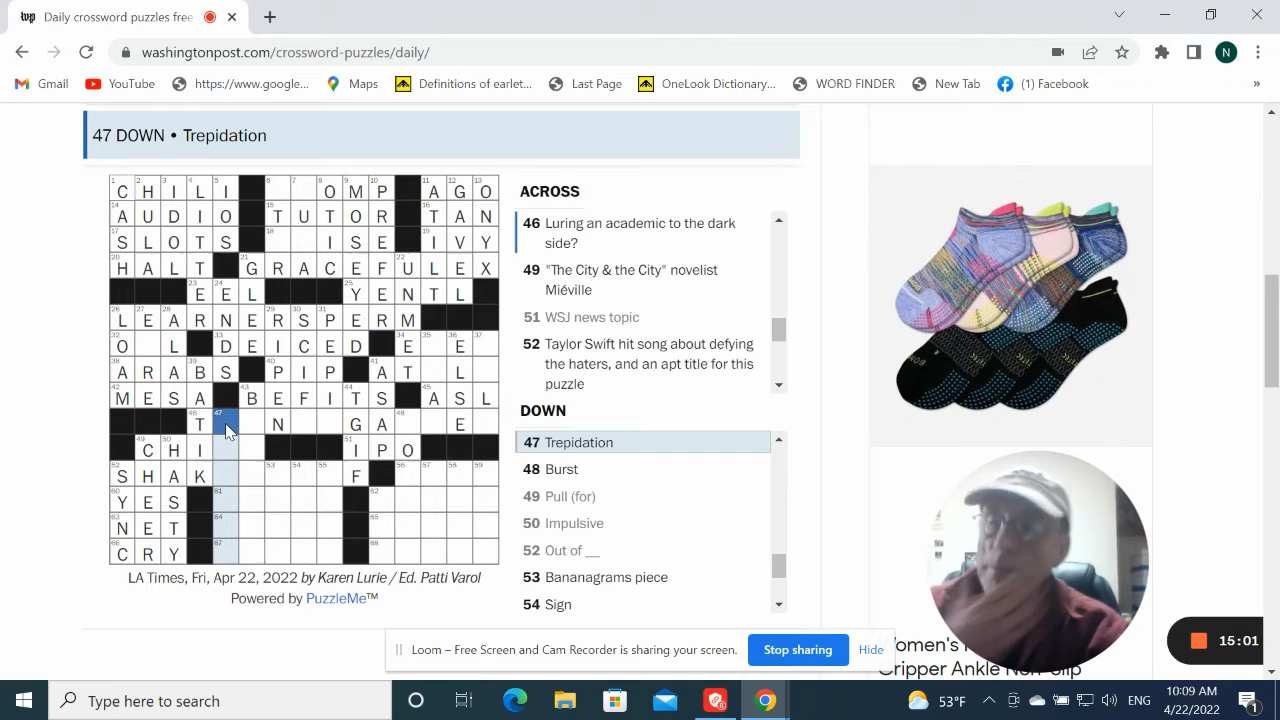 Daily crossword puzzles free
washingtonpost.com/crossword-puzzles/daily/
N
Gmail
YouTube
https://www.google...
Maps
Definitions of earlet...
Last Page
OneLook Dictionary...
WORD FINDER
New Tab
(1) Facebook
»
47 DOWN • Trepidation
C H I L I O M P A G O
A U D I O T U T O R T A N
S L O T S I S E I V Y
H A L T G R A C E F U L E X
E E L Y E N T L
L E A R N E R S P E R M
O L D E I C E D E E
A R A B S P I P A T L
M E S A B E F I T S A S L
T N G A E
C H I I P O
S H A K F
Y E S
N E T
C R Y
ACROSS
46 Luring an academic to the dark
side?
49 "The City & the City" novelist
Miéville
51 WSJ news topic
52 Taylor Swift hit song about defying
the haters, and an apt title for this
puzzle
DOWN
47 Trepidation
48 Burst
49 Pull (for)
50 Impulsive
52 Out of __
53 Bananagrams piece
54 Sign
LA Times, Fri, Apr 22, 2022 by Karen Lurie / Ed. Patti Varol
Powered by PuzzleMe™
Gripper Ankle Non-Slip
15:01
Loom – Free Screen and Cam Recorder is sharing your screen.
Stop sharing
Hide
Type here to search
53°F
ENG
10:09 AM
4/22/2022
1